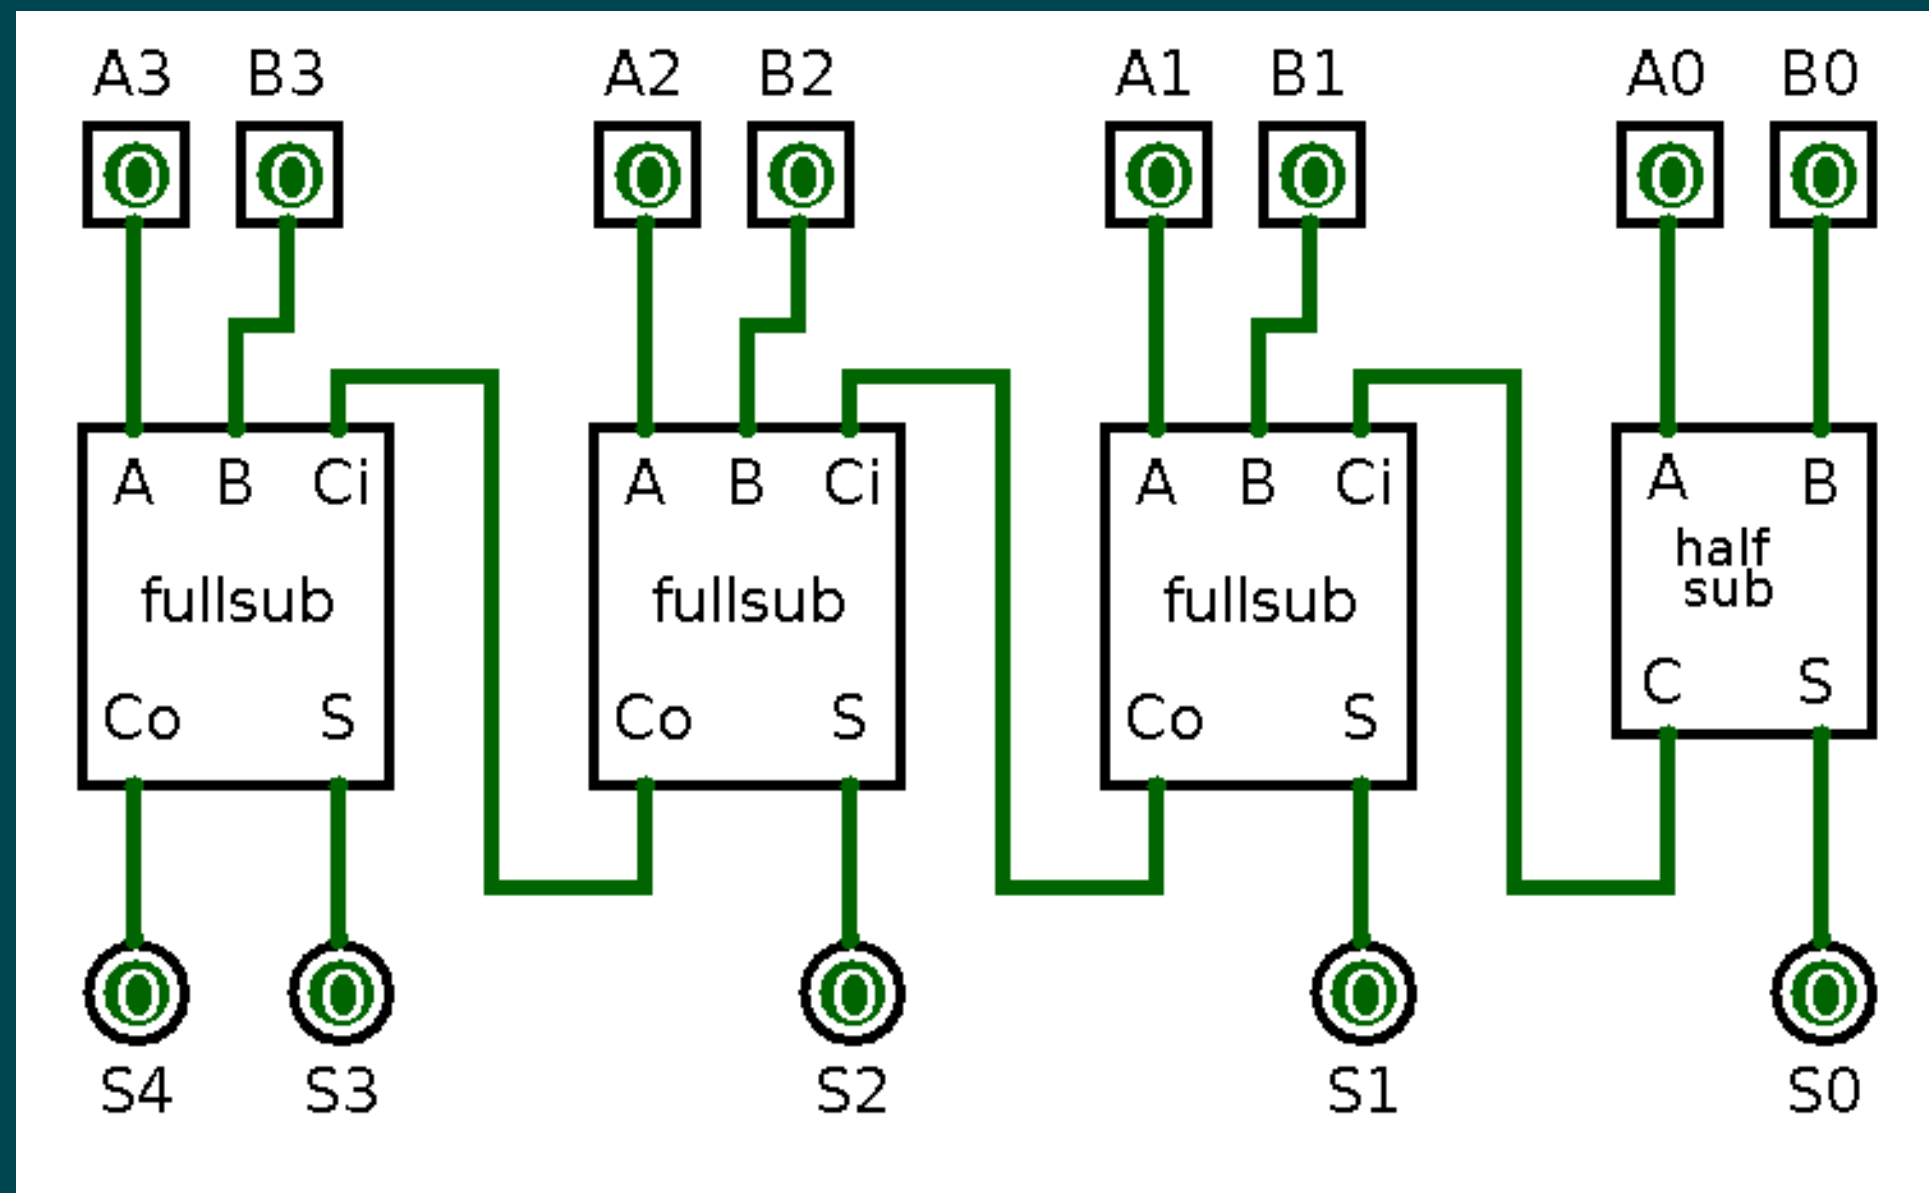 A3 B3 A2 B2 A1 B1 A0 B0
0 0 0 0 0 0 0 0
A B Ci A B Ci A B Ci A B
fullsub fullsub fullsub half
sub
Co S Co S Co S C S
0 0 0 0 0
S4 S3 S2 S1 S0